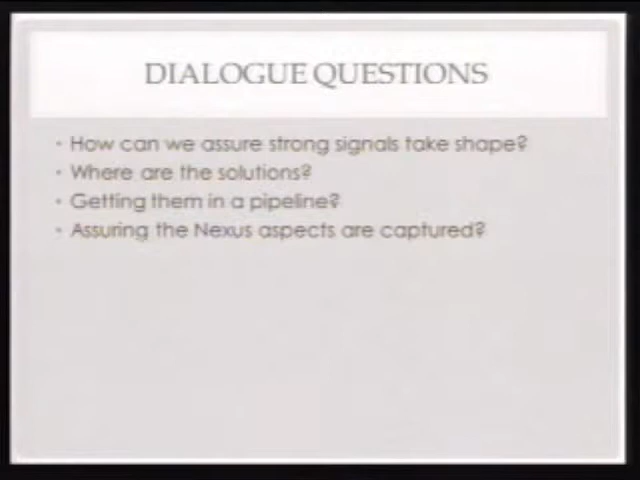 DIALOGUE QUESTIONS
• How can we assure strong signals take shape?
• Where are the solutions?
• Getting them in a pipeline?
• Assuring the Nexus aspects are captured?